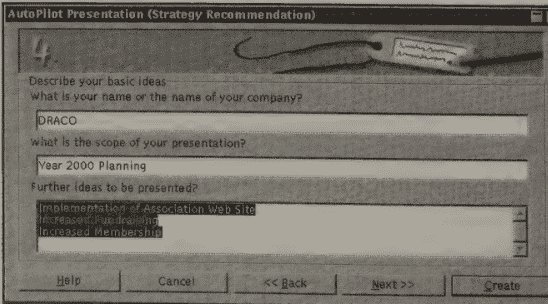 AutoPilot Presentation (Strategy Recommendation)
4.
Describe your basic ideas
What is your name or the name of your company?
DRACO
What is the scope of your presentation?
Year 2000 Planning
Further ideas to be presented?
Implementation of Association Web Site
Increased Fundraising
Increased Membership
Help Cancel << Back Next >> Create